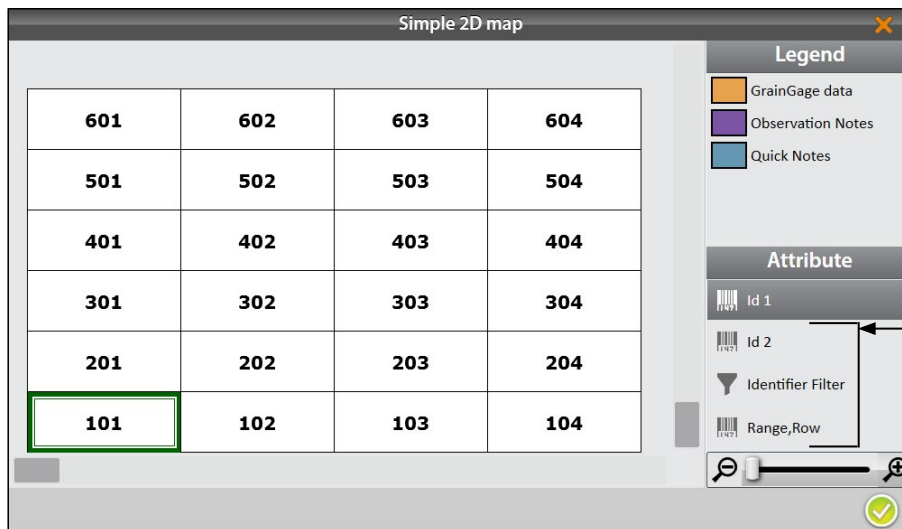 Simple 2D map
601 602 603 604
501 502 503 504
401 402 403 404
301 302 303 304
201 202 203 204
101 102 103 104
Legend
GrainGage data
Observation Notes
Quick Notes
Attribute
Id 1
Id 2
Identifier Filter
Range,Row